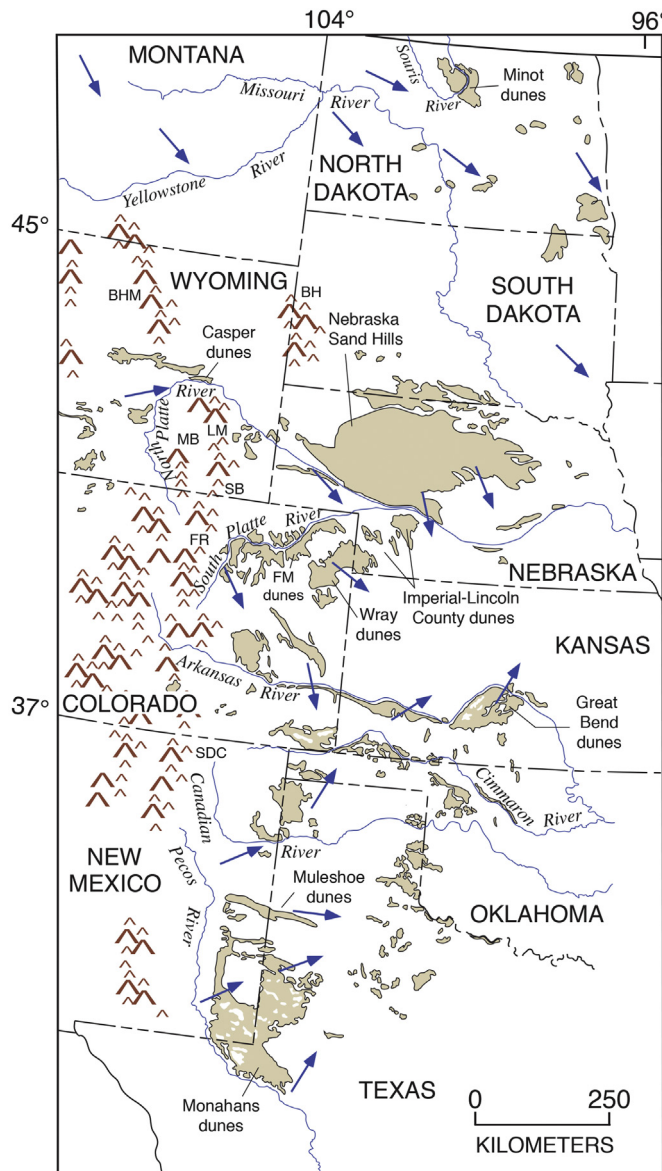 104°
96°
MONTANA
Souris
River
Minot
dunes
Missouri
River
NORTH
DAKOTA
Yellowstone
River
45°
WYOMING
BHM
BH
SOUTH
DAKOTA
Casper
dunes
Nebraska
Sand Hills
River
North Platte
MB
LM
SB
FR
South
Platte
River
FM
dunes
Wray
dunes
Imperial-Lincoln
County dunes
NEBRASKA
KANSAS
Arkansas
River
Great
Bend
dunes
37°
COLORADO
SDC
Canadian
River
Cimmaron
River
NEW
MEXICO
Pecos
River
Muleshoe
dunes
OKLAHOMA
Monahans
dunes
TEXAS
0
250
KILOMETERS